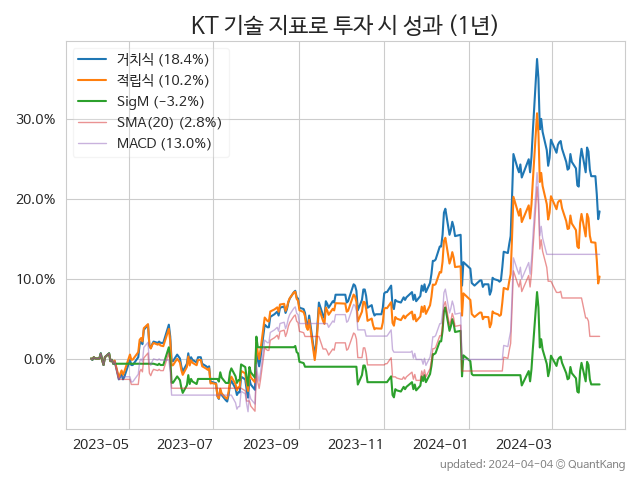 KT 기술 지표로 투자 시 성과 (1년)
거치식 (18.4%)
적립식 (10.2%)
SigM (−3.2%)
SMA(20) (2.8%)
MACD (13.0%)
30.0%
20.0%
10.0%
0.0%
2023-05 2023-07 2023-09 2023-11 2024-01 2024-03
updated: 2024-04-04 © QuantKang